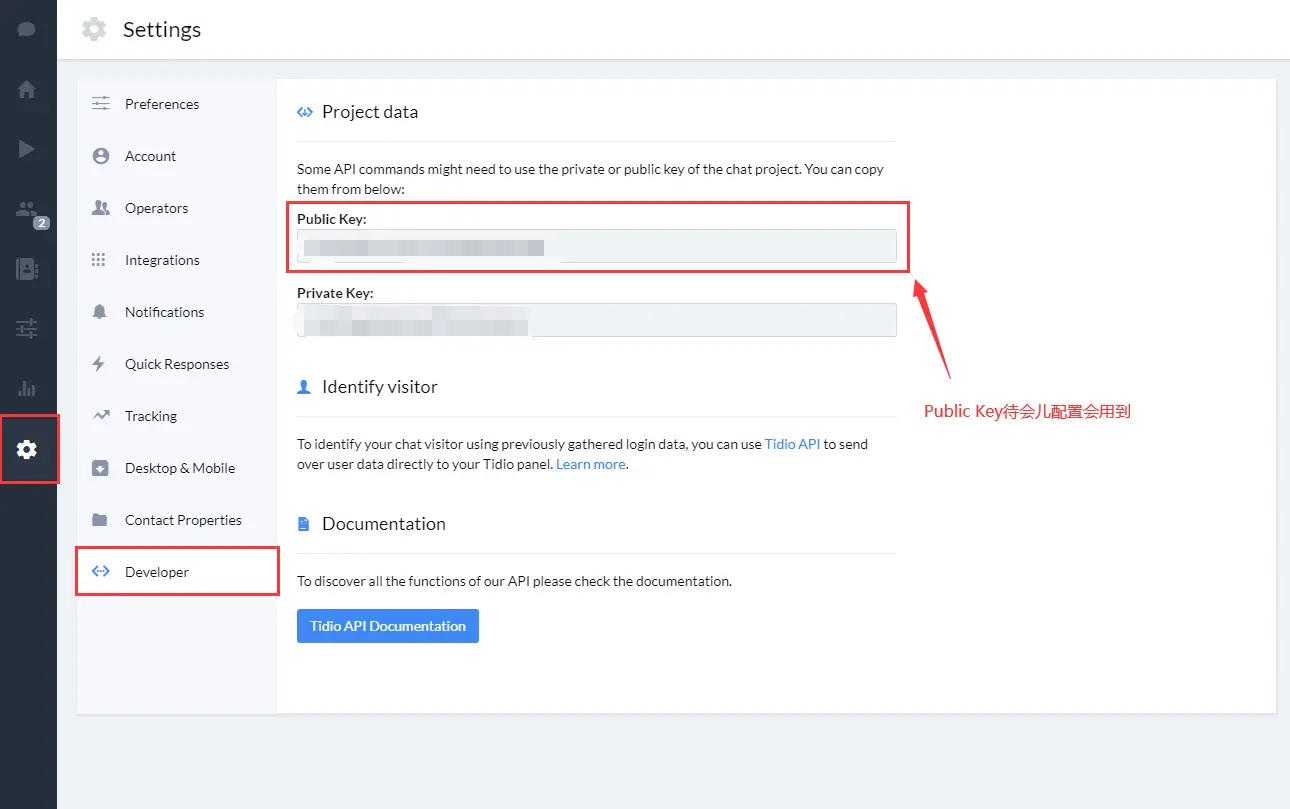 Settings
2
Preferences
Account
Operators
Integrations
Notifications
Quick Responses
Tracking
Desktop & Mobile
Contact Properties
Developer
Project data
Some API commands might need to use the private or public key of the chat project. You can copy
them from below:
Public Key:
Private Key:
Identify visitor
To identify your chat visitor using previously gathered login data, you can use Tidio API to send
over user data directly to your Tidio panel. Learn more.
Documentation
To discover all the functions of our API please check the documentation.
Tidio API Documentation
Public Key待会儿配置会用到